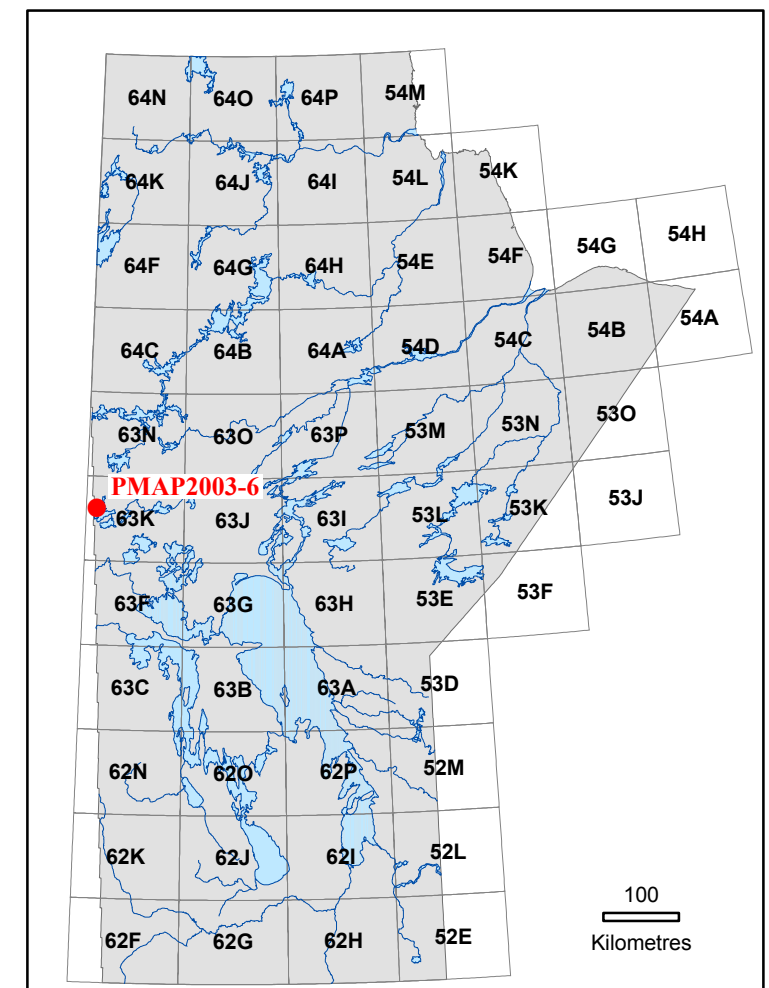 64N 64O 64P 54M
64K 64J 64I 54L 54K
64F 64G 64H 54E 54F 54G 54H
64C 64B 64A 54D 54C 54B 54A
63N 63O 63P 53M 53N 53O
PMAP2003-6
63K 63J 63I 53L 53K 53J
63F 63G 63H 53E 53F
63C 63B 63A 53D
62N 62O 62P 52M
62K 62J 62I 52L
100
Kilometres
62F 62G 62H 52E